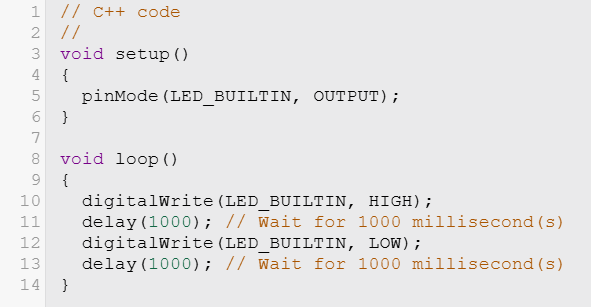 1 // C++ code
2 //
3 void setup()
4 {
5   pinMode(LED_BUILTIN, OUTPUT);
6 }
7
8 void loop()
9 {
10   digitalWrite(LED_BUILTIN, HIGH);
11   delay(1000); // Wait for 1000 millisecond(s)
12   digitalWrite(LED_BUILTIN, LOW);
13   delay(1000); // Wait for 1000 millisecond(s)
14 }